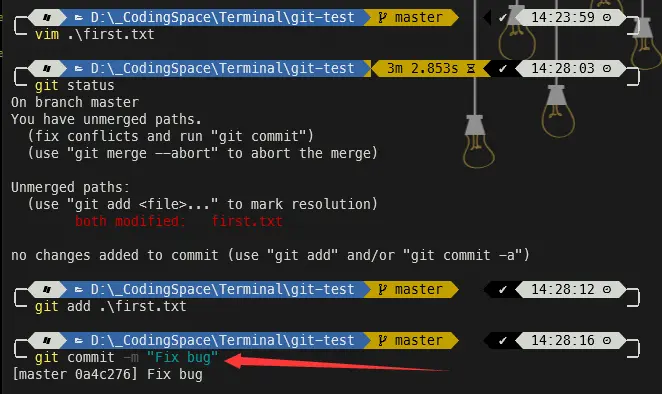 D:\_CodingSpace\Terminal\git-test master ✔ 14:23:59
vim .\first.txt
D:\_CodingSpace\Terminal\git-test 3m 2.853s ✔ 14:28:03
git status
On branch master
You have unmerged paths.
(fix conflicts and run "git commit")
(use "git merge --abort" to abort the merge)
Unmerged paths:
(use "git add <file>..." to mark resolution)
both modified:   first.txt
no changes added to commit (use "git add" and/or "git commit -a")
D:\_CodingSpace\Terminal\git-test master ✔ 14:28:12
git add .\first.txt
D:\_CodingSpace\Terminal\git-test master ✔ 14:28:16
git commit -m "Fix bug"
[master 0a4c276] Fix bug